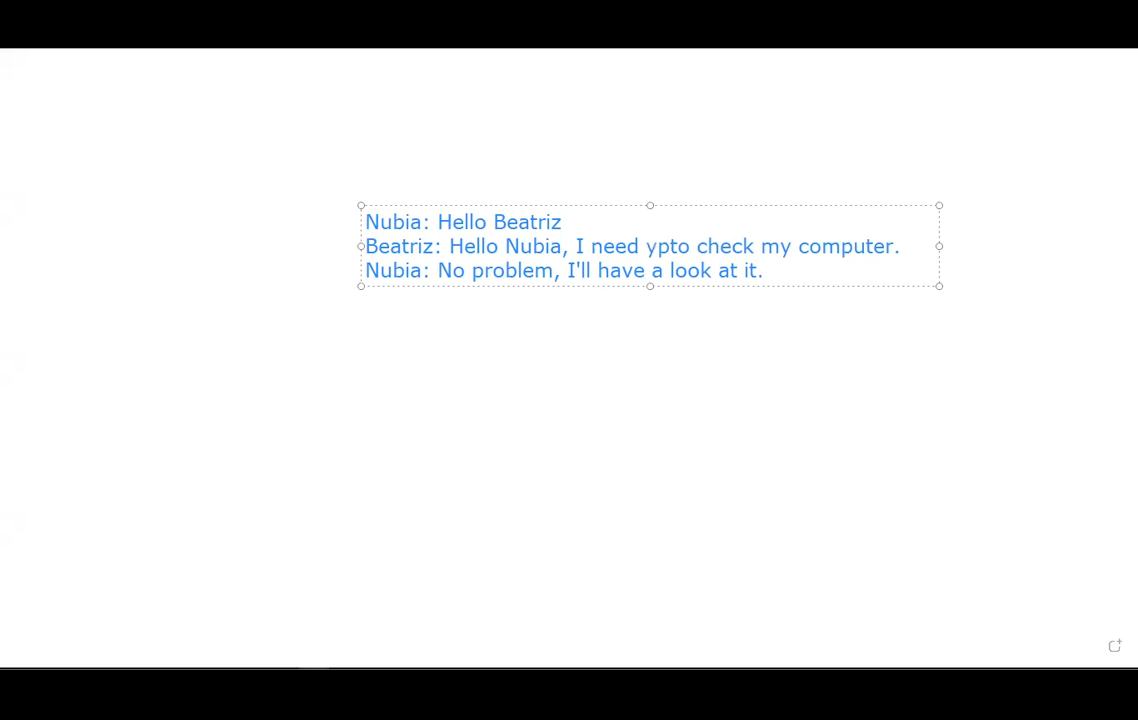 Nubia: Hello Beatriz
Beatriz: Hello Nubia, I need ypto check my computer.
Nubia: No problem, I'll have a look at it.